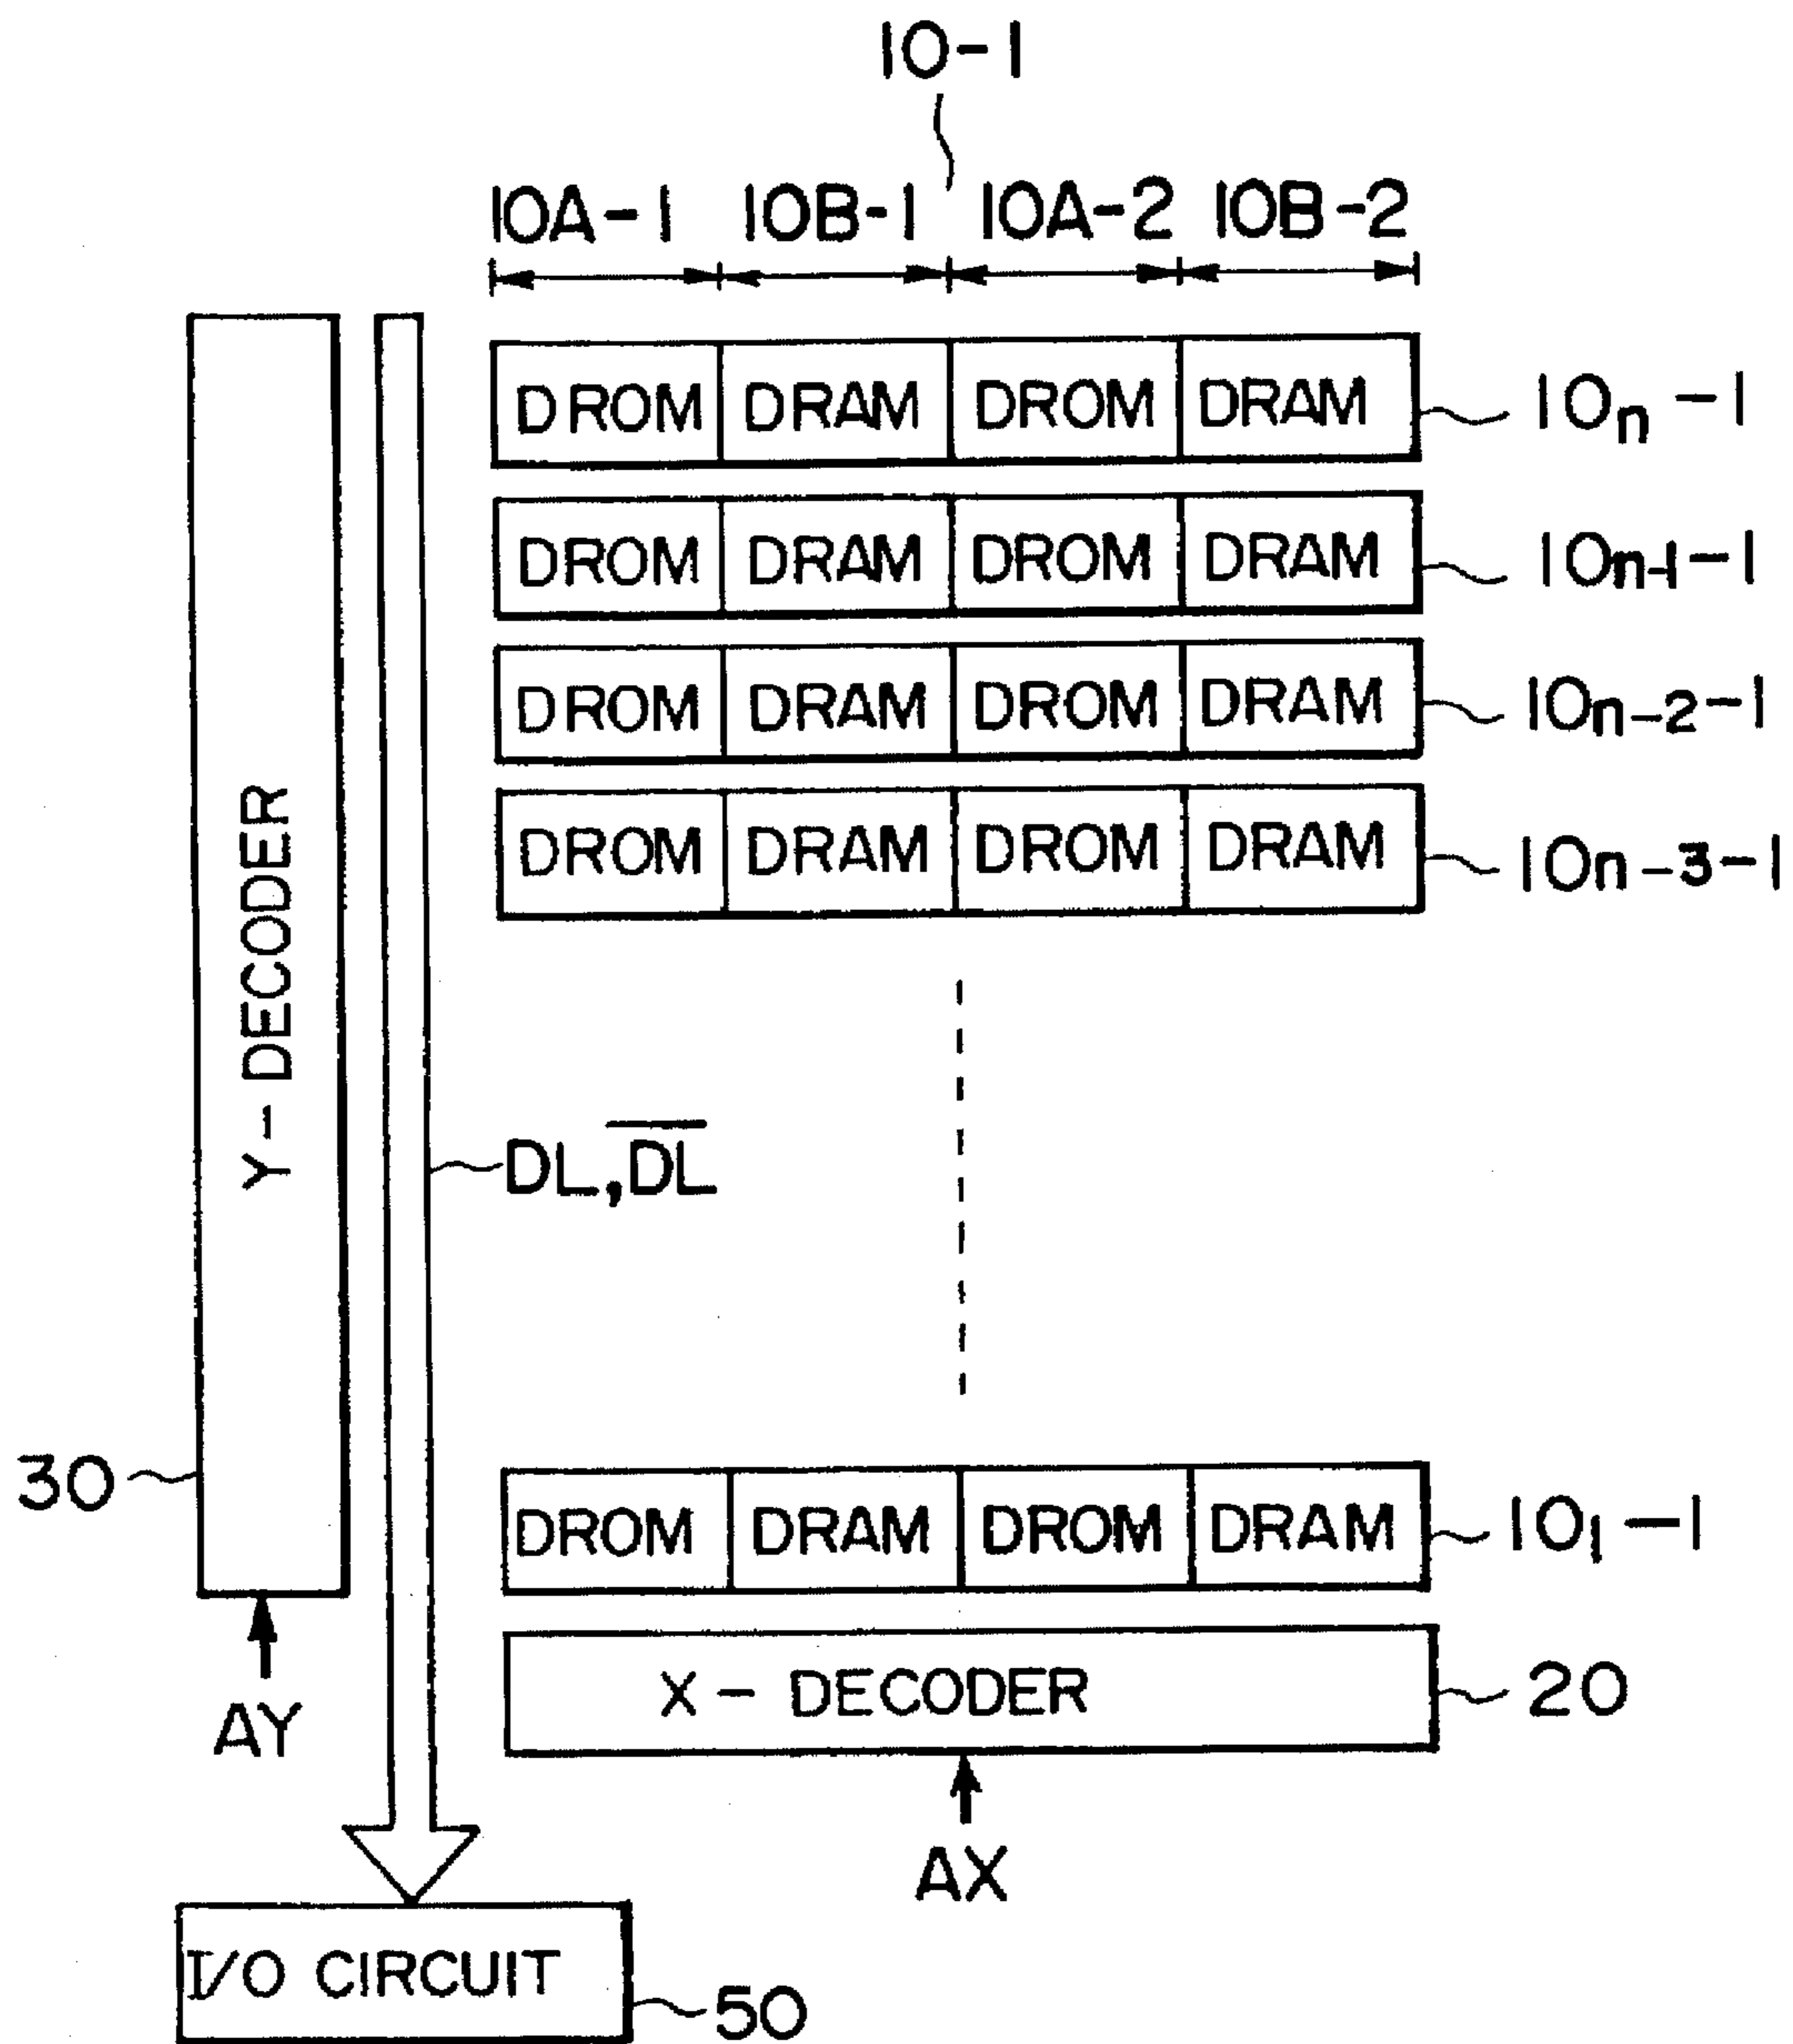 10-1
10A-1 10B-1 10A-2 10B-2
DROM DRAM DROM DRAM 10n-1
DROM DRAM DROM DRAM 10n-1-1
DROM DRAM DROM DRAM 10n-2-1
DROM DRAM DROM DRAM 10n-3-1
Y-DECODER
DL, D̅L̅
30
DROM DRAM DROM DRAM 101-1
X-DECODER 20
AY
AX
I/O CIRCUIT 50